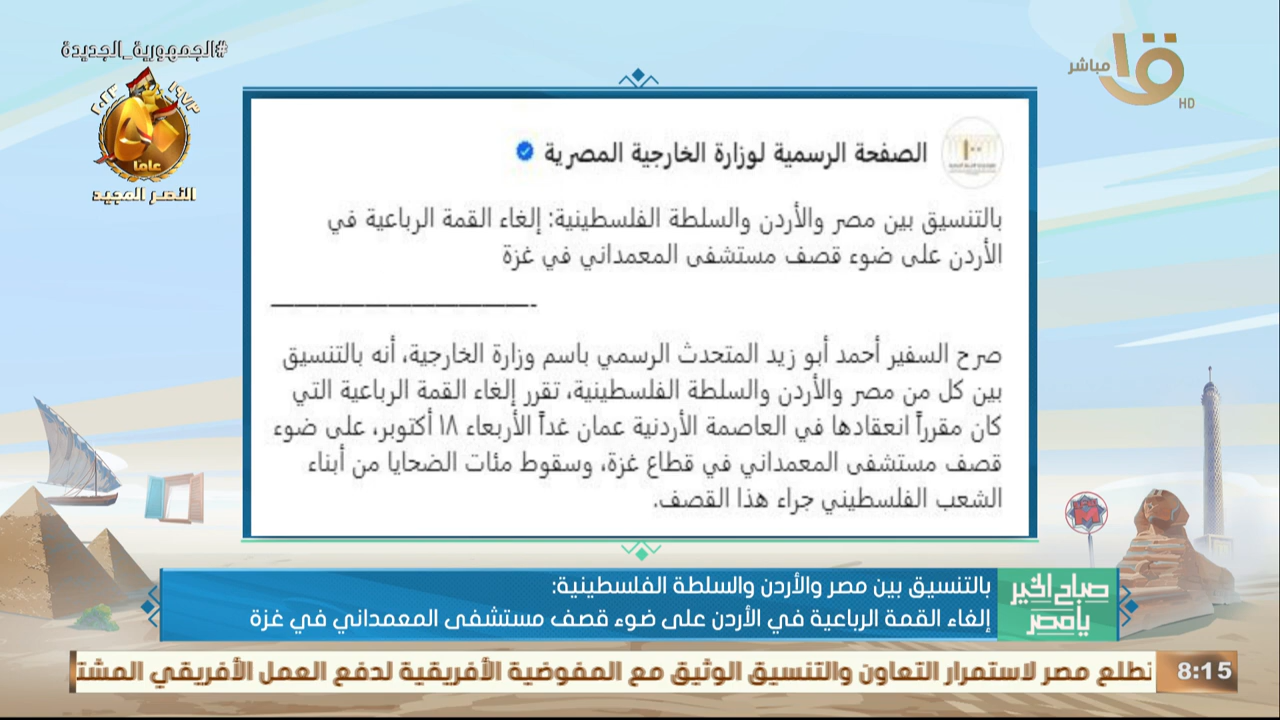 #الجمهورية_الجديدة
١٩٧٣
٢٠٢٣
٥٠
عاماً
النصر المجيد
مباشر
HD
الصفحة الرسمية لوزارة الخارجية المصرية
بالتنسيق بين مصر والأردن والسلطة الفلسطينية: إلغاء القمة الرباعية في
الأردن على ضوء قصف مستشفى المعمداني في غزة
صرح السفير أحمد أبو زيد المتحدث الرسمي باسم وزارة الخارجية، أنه بالتنسيق
بين كل من مصر والأردن والسلطة الفلسطينية، تقرر إلغاء القمة الرباعية التي
كان مقرراً انعقادها في العاصمة الأردنية عمان غداً الأربعاء ١٨ أكتوبر، على ضوء
قصف مستشفى المعمداني في قطاع غزة، وسقوط مئات الضحايا من أبناء
الشعب الفلسطيني جراء هذا القصف.
صباح الخير
يا مصر
بالتنسيق بين مصر والأردن والسلطة الفلسطينية:
إلغاء القمة الرباعية في الأردن على ضوء قصف مستشفى المعمداني في غزة
8:15
تطلع مصر لاستمرار التعاون والتنسيق الوثيق مع المفوضية الأفريقية لدفع العمل الأفريقي المشت